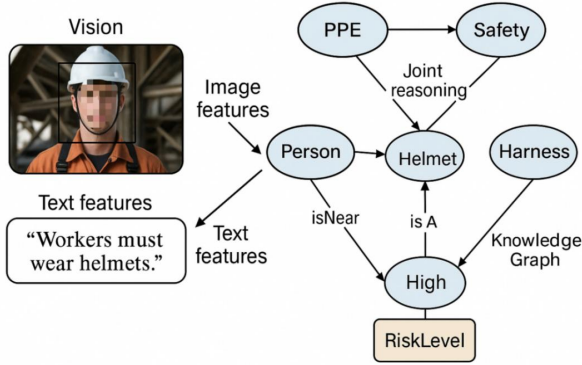 Vision
Image
features
Text features
“Workers must
wear helmets.”
Text
features
PPE
Safety
Joint
reasoning
Person
Helmet
Harness
isNear
is A
Knowledge
Graph
High
RiskLevel